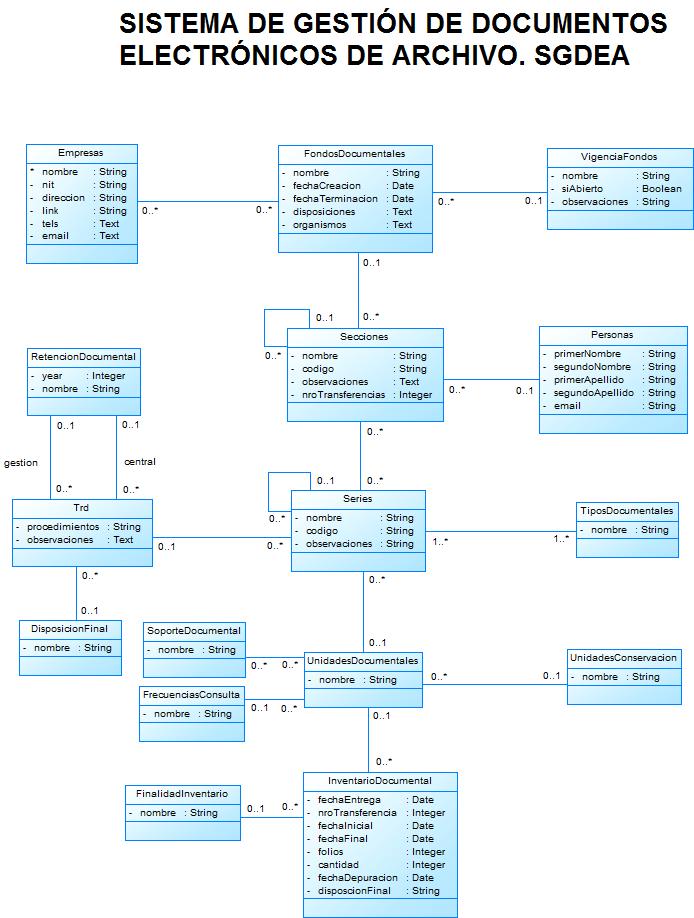 SISTEMA DE GESTIÓN DE DOCUMENTOS
ELECTRÓNICOS DE ARCHIVO. SGDEA
Empresas
* nombre : String
- nit : String
- direccion : String
- link : String
- tels : Text
- email : Text
0..*
0..*
FondosDocumentales
- nombre : String
- fechaCreacion : Date
- fechaTerminacion : Date
- disposiciones : Text
- organismos : Text
0..*
0..1
VigenciaFondos
- nombre : String
- siAbierto : Boolean
- observaciones : String
0..1
0..*
0..1
0..*
Secciones
- nombre : String
- codigo : String
- observaciones : Text
- nroTransferencias : Integer
0..*
0..1
Personas
- primerNombre : String
- segundoNombre : String
- primerApellido : String
- segundoApellido : String
- email : String
RetencionDocumental
- year : Integer
- nombre : String
0..1
0..1
gestion
central
0..*
0..*
0..*
0..*
0..1
0..*
Trd
- procedimientos : String
- observaciones : Text
0..1
0..*
Series
- nombre : String
- codigo : String
- observaciones : String
1..*
1..*
TiposDocumentales
- nombre : String
0..*
0..1
DisposicionFinal
- nombre : String
0..*
0..1
SoporteDocumental
- nombre : String
0..*
0..*
UnidadesDocumentales
- nombre : String
0..*
0..1
UnidadesConservacion
- nombre : String
FrecuenciasConsulta
- nombre : String
0..1
0..*
0..1
0..*
FinalidadInventario
- nombre : String
0..1
0..*
InventarioDocumental
- fechaEntrega : Date
- nroTransferencia : Integer
- fechaInicial : Date
- fechaFinal : Date
- folios : Integer
- cantidad : Integer
- fechaDepuracion : Date
- disposcionFinal : String